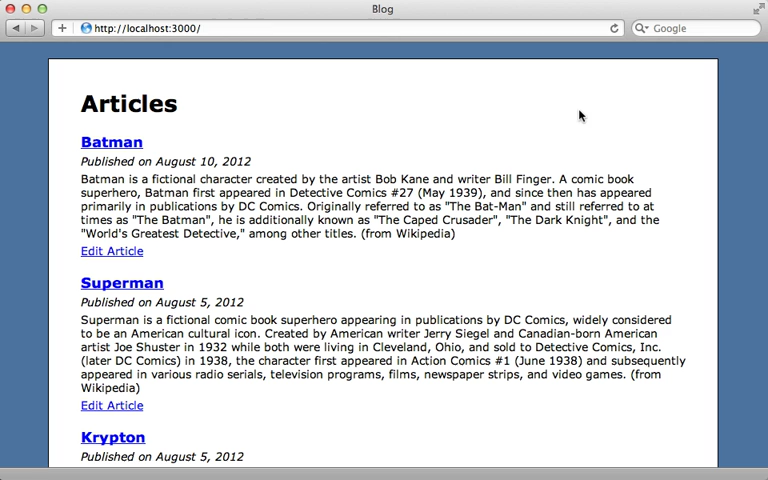 Blog
http://localhost:3000/
Google
Articles
Batman
Published on August 10, 2012
Batman is a fictional character created by the artist Bob Kane and writer Bill Finger. A comic book
superhero, Batman first appeared in Detective Comics #27 (May 1939), and since then has appeared
primarily in publications by DC Comics. Originally referred to as "The Bat-Man" and still referred to at
times as "The Batman", he is additionally known as "The Caped Crusader", "The Dark Knight", and the
"World's Greatest Detective," among other titles. (from Wikipedia)
Edit Article
Superman
Published on August 5, 2012
Superman is a fictional comic book superhero appearing in publications by DC Comics, widely considered
to be an American cultural icon. Created by American writer Jerry Siegel and Canadian-born American
artist Joe Shuster in 1932 while both were living in Cleveland, Ohio, and sold to Detective Comics, Inc.
(later DC Comics) in 1938, the character first appeared in Action Comics #1 (June 1938) and subsequently
appeared in various radio serials, television programs, films, newspaper strips, and video games. (from
Wikipedia)
Edit Article
Krypton
Published on August 5, 2012